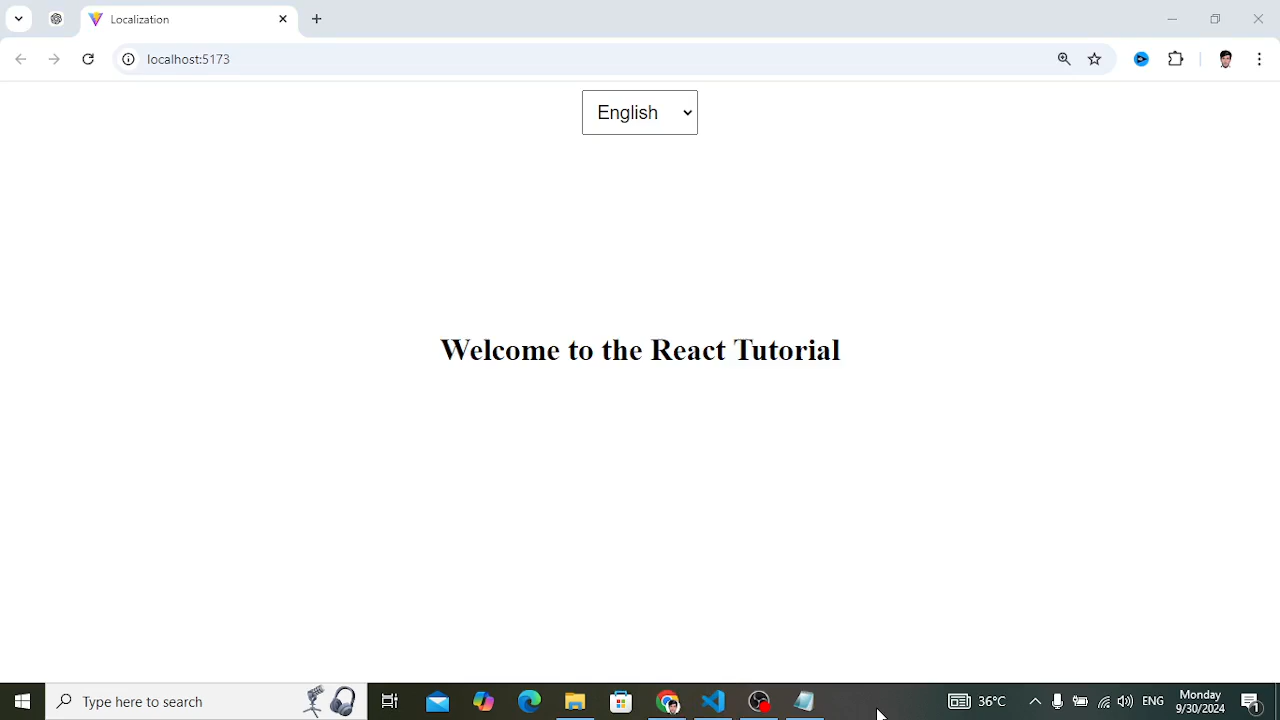 Localization
localhost:5173
English
Welcome to the React Tutorial
Type here to search
36°C
ENG
Monday
9/30/2024
1